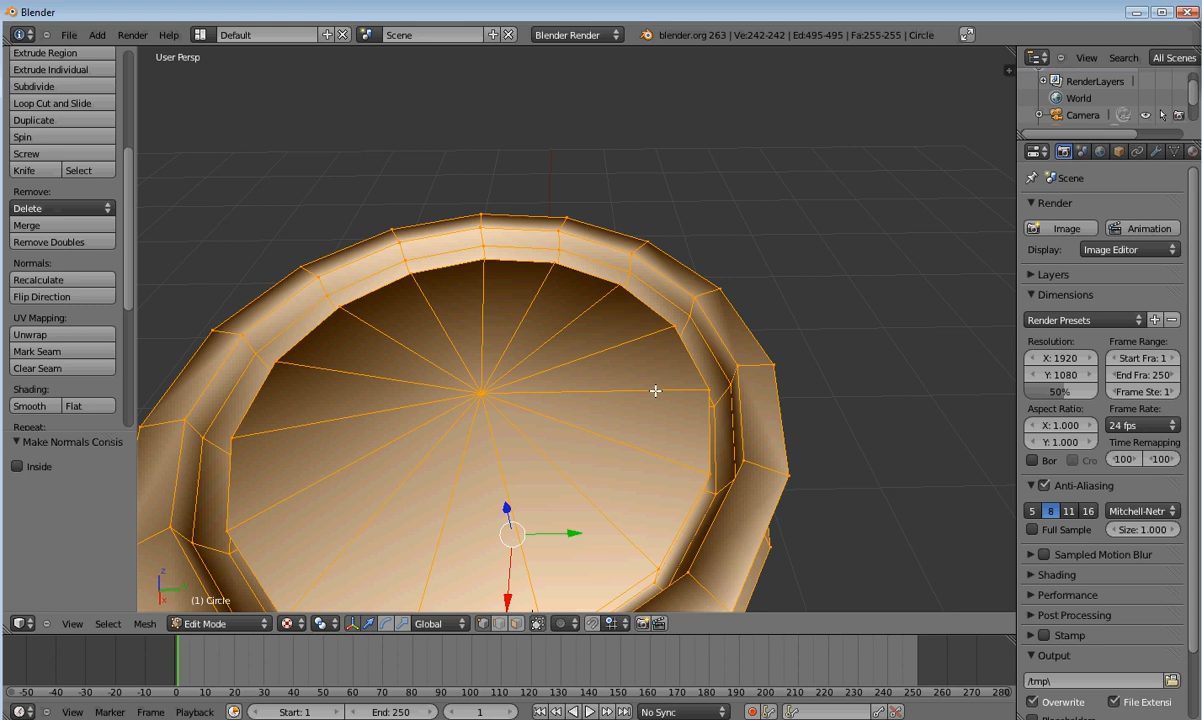 Blender
File Add Render Help Default Scene Blender Render blender.org 263 | Ve:242-242 | Ed:495-495 | Fa:255-255 | Circle
Extrude Region
Extrude Individual
Subdivide
Loop Cut and Slide
Duplicate
Spin
Screw
Knife Select
Remove:
Delete
Merge
Remove Doubles
Normals:
Recalculate
Flip Direction
UV Mapping:
Unwrap
Mark Seam
Clear Seam
Shading:
Smooth Flat
Repeat:
Make Normals Consis
Inside
User Persp
z
x
(1) Circle
View Select Mesh Edit Mode Global
-50 -40 -30 -20 -10 0 10 20 30 40 50 60 70 80 90 100 110 120 130 140 150 160 170 180 190 200 210 220 230 240 250 260 270 280
View Marker Frame Playback Start: 1 End: 250 1 No Sync
View Search All Scenes
RenderLayers
World
Camera
Scene
Render
Image Animation
Display: Image Editor
Layers
Dimensions
Render Presets
Resolution: Frame Range:
X: 1920 Start Fra: 1
Y: 1080 End Fra: 250
50% Frame Ste: 1
Aspect Ratio: Frame Rate:
X: 1.000 24 fps
Y: 1.000 Time Remapping
Bor Cro 100 100
Anti-Aliasing
5 8 11 16 Mitchell-Netr
Full Sample Size: 1.000
Sampled Motion Blur
Shading
Performance
Post Processing
Stamp
Output
/tmp\
Overwrite File Extensi